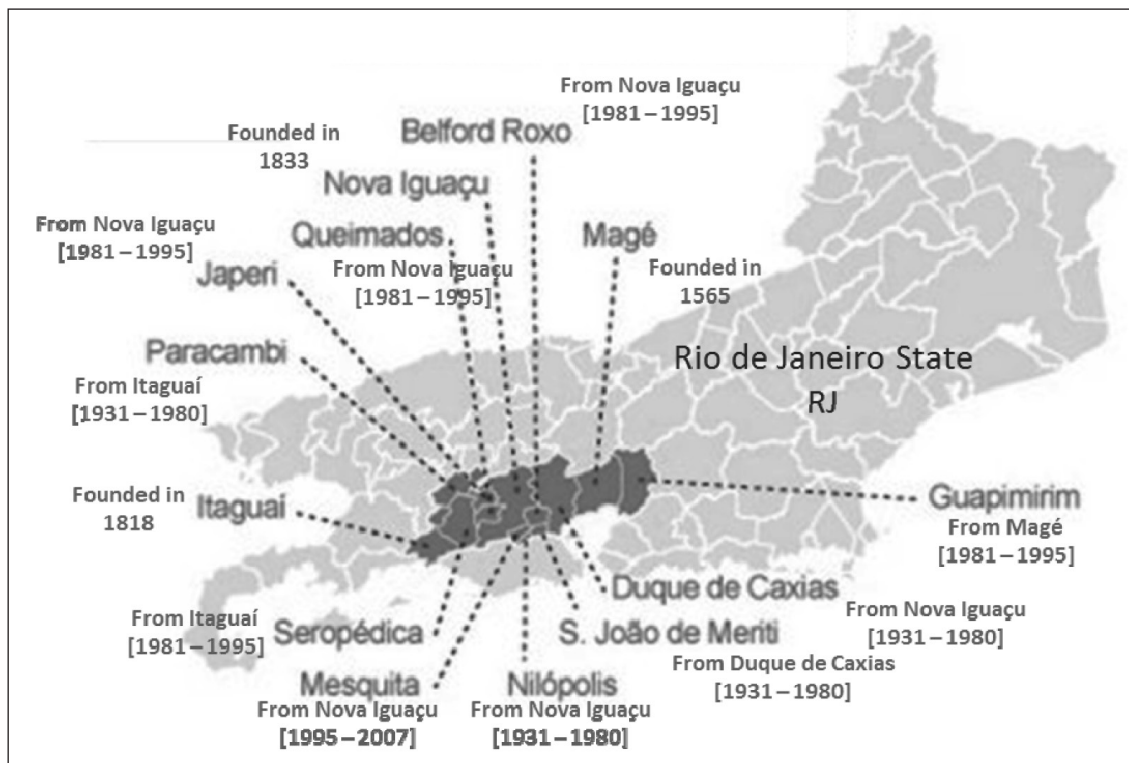 From Nova Iguaçu
[1981–1995]
Belford Roxo
Founded in
1833
Nova Iguaçu
From Nova Iguaçu
[1981–1995]
Queimados
From Nova Iguaçu
[1981–1995]
Magé
Founded in
1565
Japeri
Paracambi
From Itaguaí
[1931–1980]
Rio de Janeiro State
RJ
Founded in
1818
Itaguaí
Guapimirim
From Magé
[1981–1995]
Duque de Caxias
From Nova Iguaçu
[1931–1980]
From Itaguaí
[1981–1995]
Seropédica
S. João de Meriti
From Duque de Caxias
[1931–1980]
Mesquita
From Nova Iguaçu
[1995–2007]
Nilópolis
From Nova Iguaçu
[1931–1980]